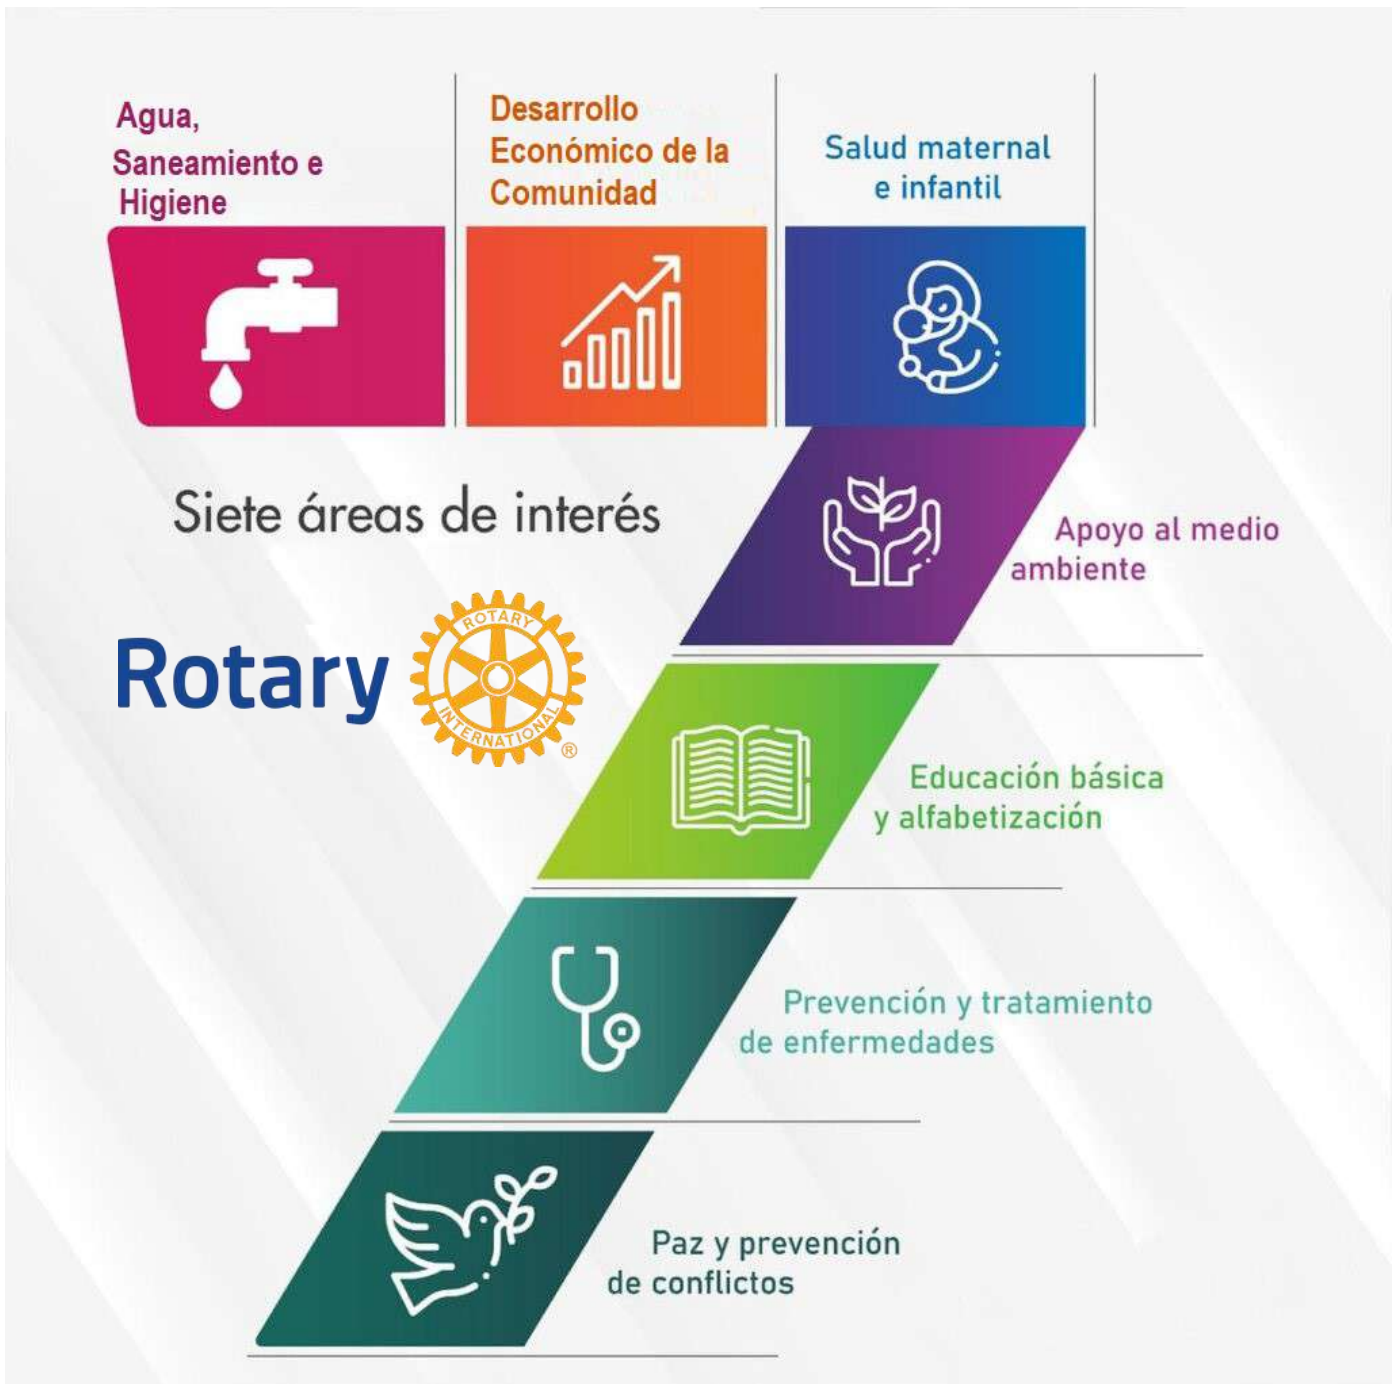 Agua,
Saneamiento e
Higiene
Desarrollo
Económico de la
Comunidad
Salud maternal
e infantil
Siete áreas de interés
Apoyo al medio
ambiente
Rotary
ROTARY
INTERNATIONAL
®
Educación básica
y alfabetización
Prevención y tratamiento
de enfermedades
Paz y prevención
de conflictos